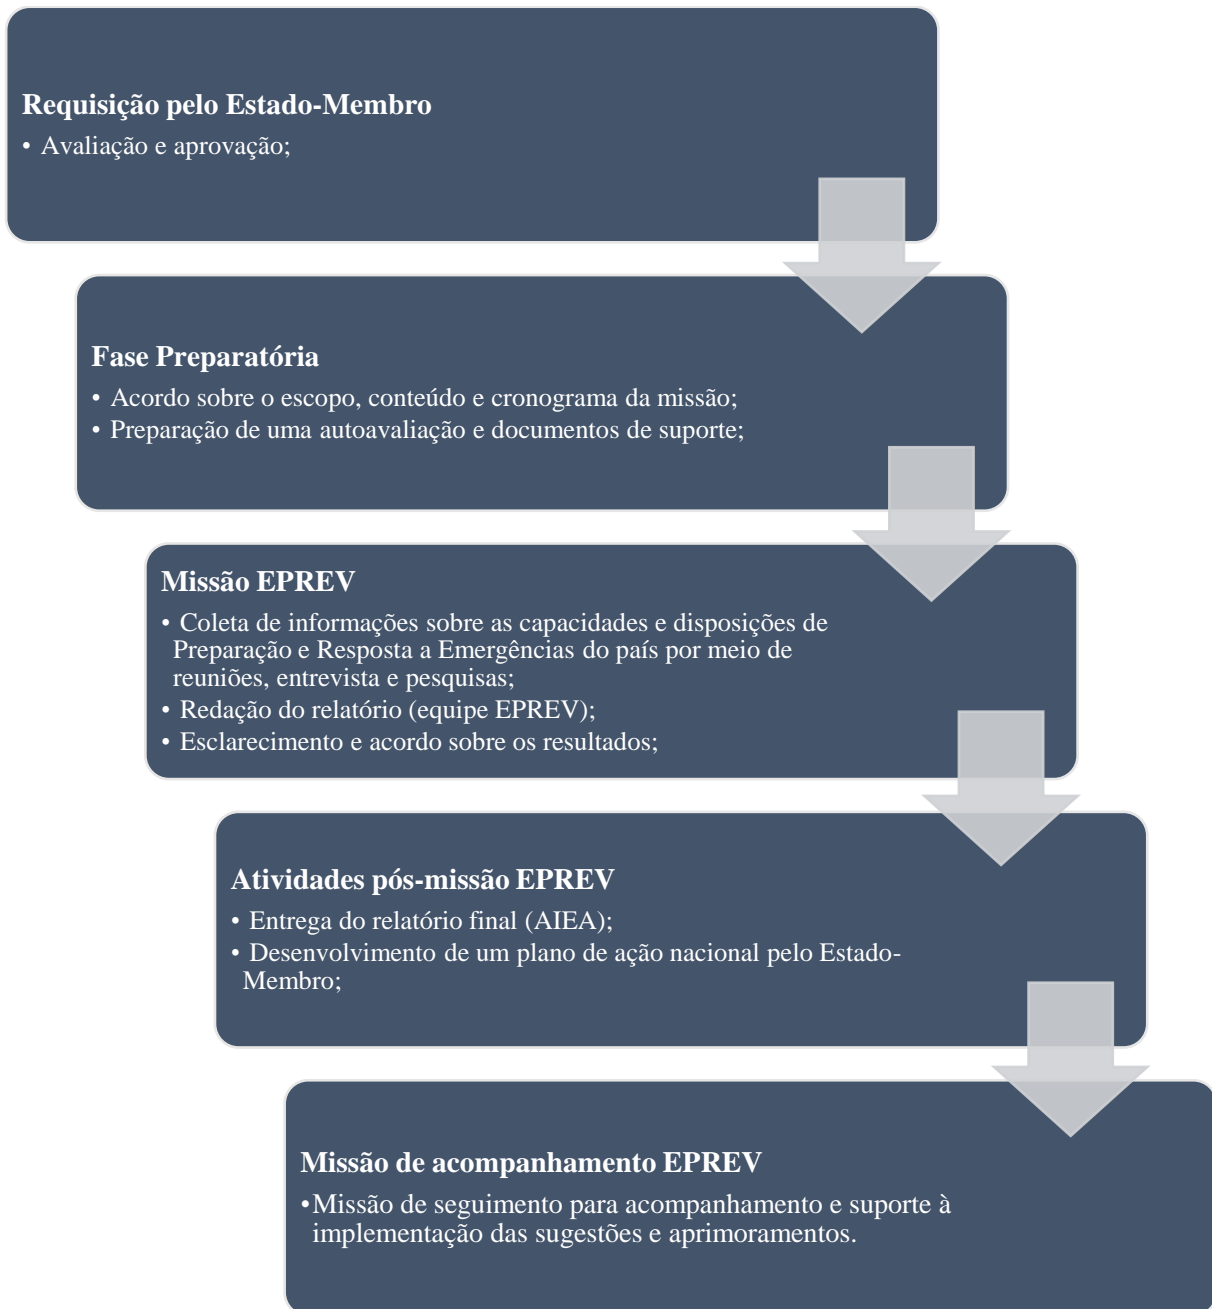 Requisição pelo Estado-Membro
• Avaliação e aprovação;
Fase Preparatória
• Acordo sobre o escopo, conteúdo e cronograma da missão;
• Preparação de uma autoavaliação e documentos de suporte;
Missão EPREV
• Coleta de informações sobre as capacidades e disposições de
Preparação e Resposta a Emergências do país por meio de
reuniões, entrevista e pesquisas;
• Redação do relatório (equipe EPREV);
• Esclarecimento e acordo sobre os resultados;
Atividades pós-missão EPREV
• Entrega do relatório final (AIEA);
• Desenvolvimento de um plano de ação nacional pelo Estado-
Membro;
Missão de acompanhamento EPREV
•Missão de seguimento para acompanhamento e suporte à
implementação das sugestões e aprimoramentos.